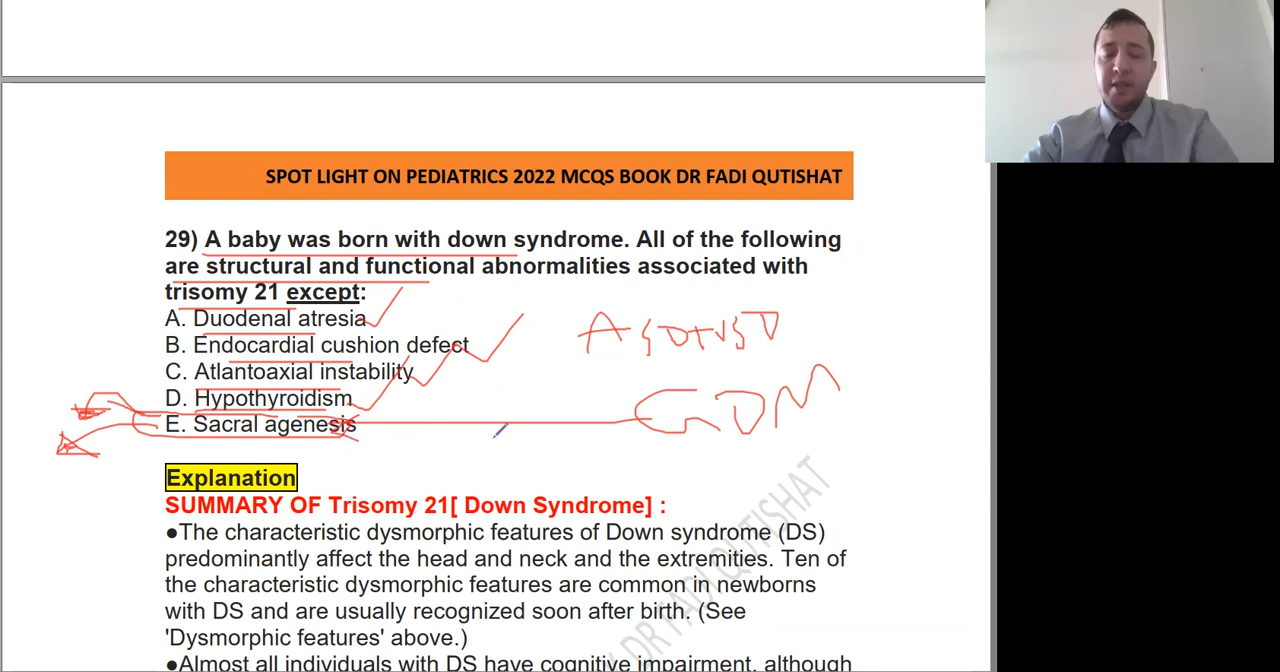 SPOT LIGHT ON PEDIATRICS 2022 MCQS BOOK DR FADI QUTISHAT
29) A baby was born with down syndrome. All of the following
are structural and functional abnormalities associated with
trisomy 21 except:
A. Duodenal atresia
B. Endocardial cushion defect
C. Atlantoaxial instability
D. Hypothyroidism
E. Sacral agenesis
GDM
Explanation
SUMMARY OF Trisomy 21[ Down Syndrome] :
●The characteristic dysmorphic features of Down syndrome (DS)
predominantly affect the head and neck and the extremities. Ten of
the characteristic dysmorphic features are common in newborns
with DS and are usually recognized soon after birth. (See
'Dysmorphic features' above.)
●Almost all individuals with DS have cognitive impairment, although
DR FADI QUTISHAT